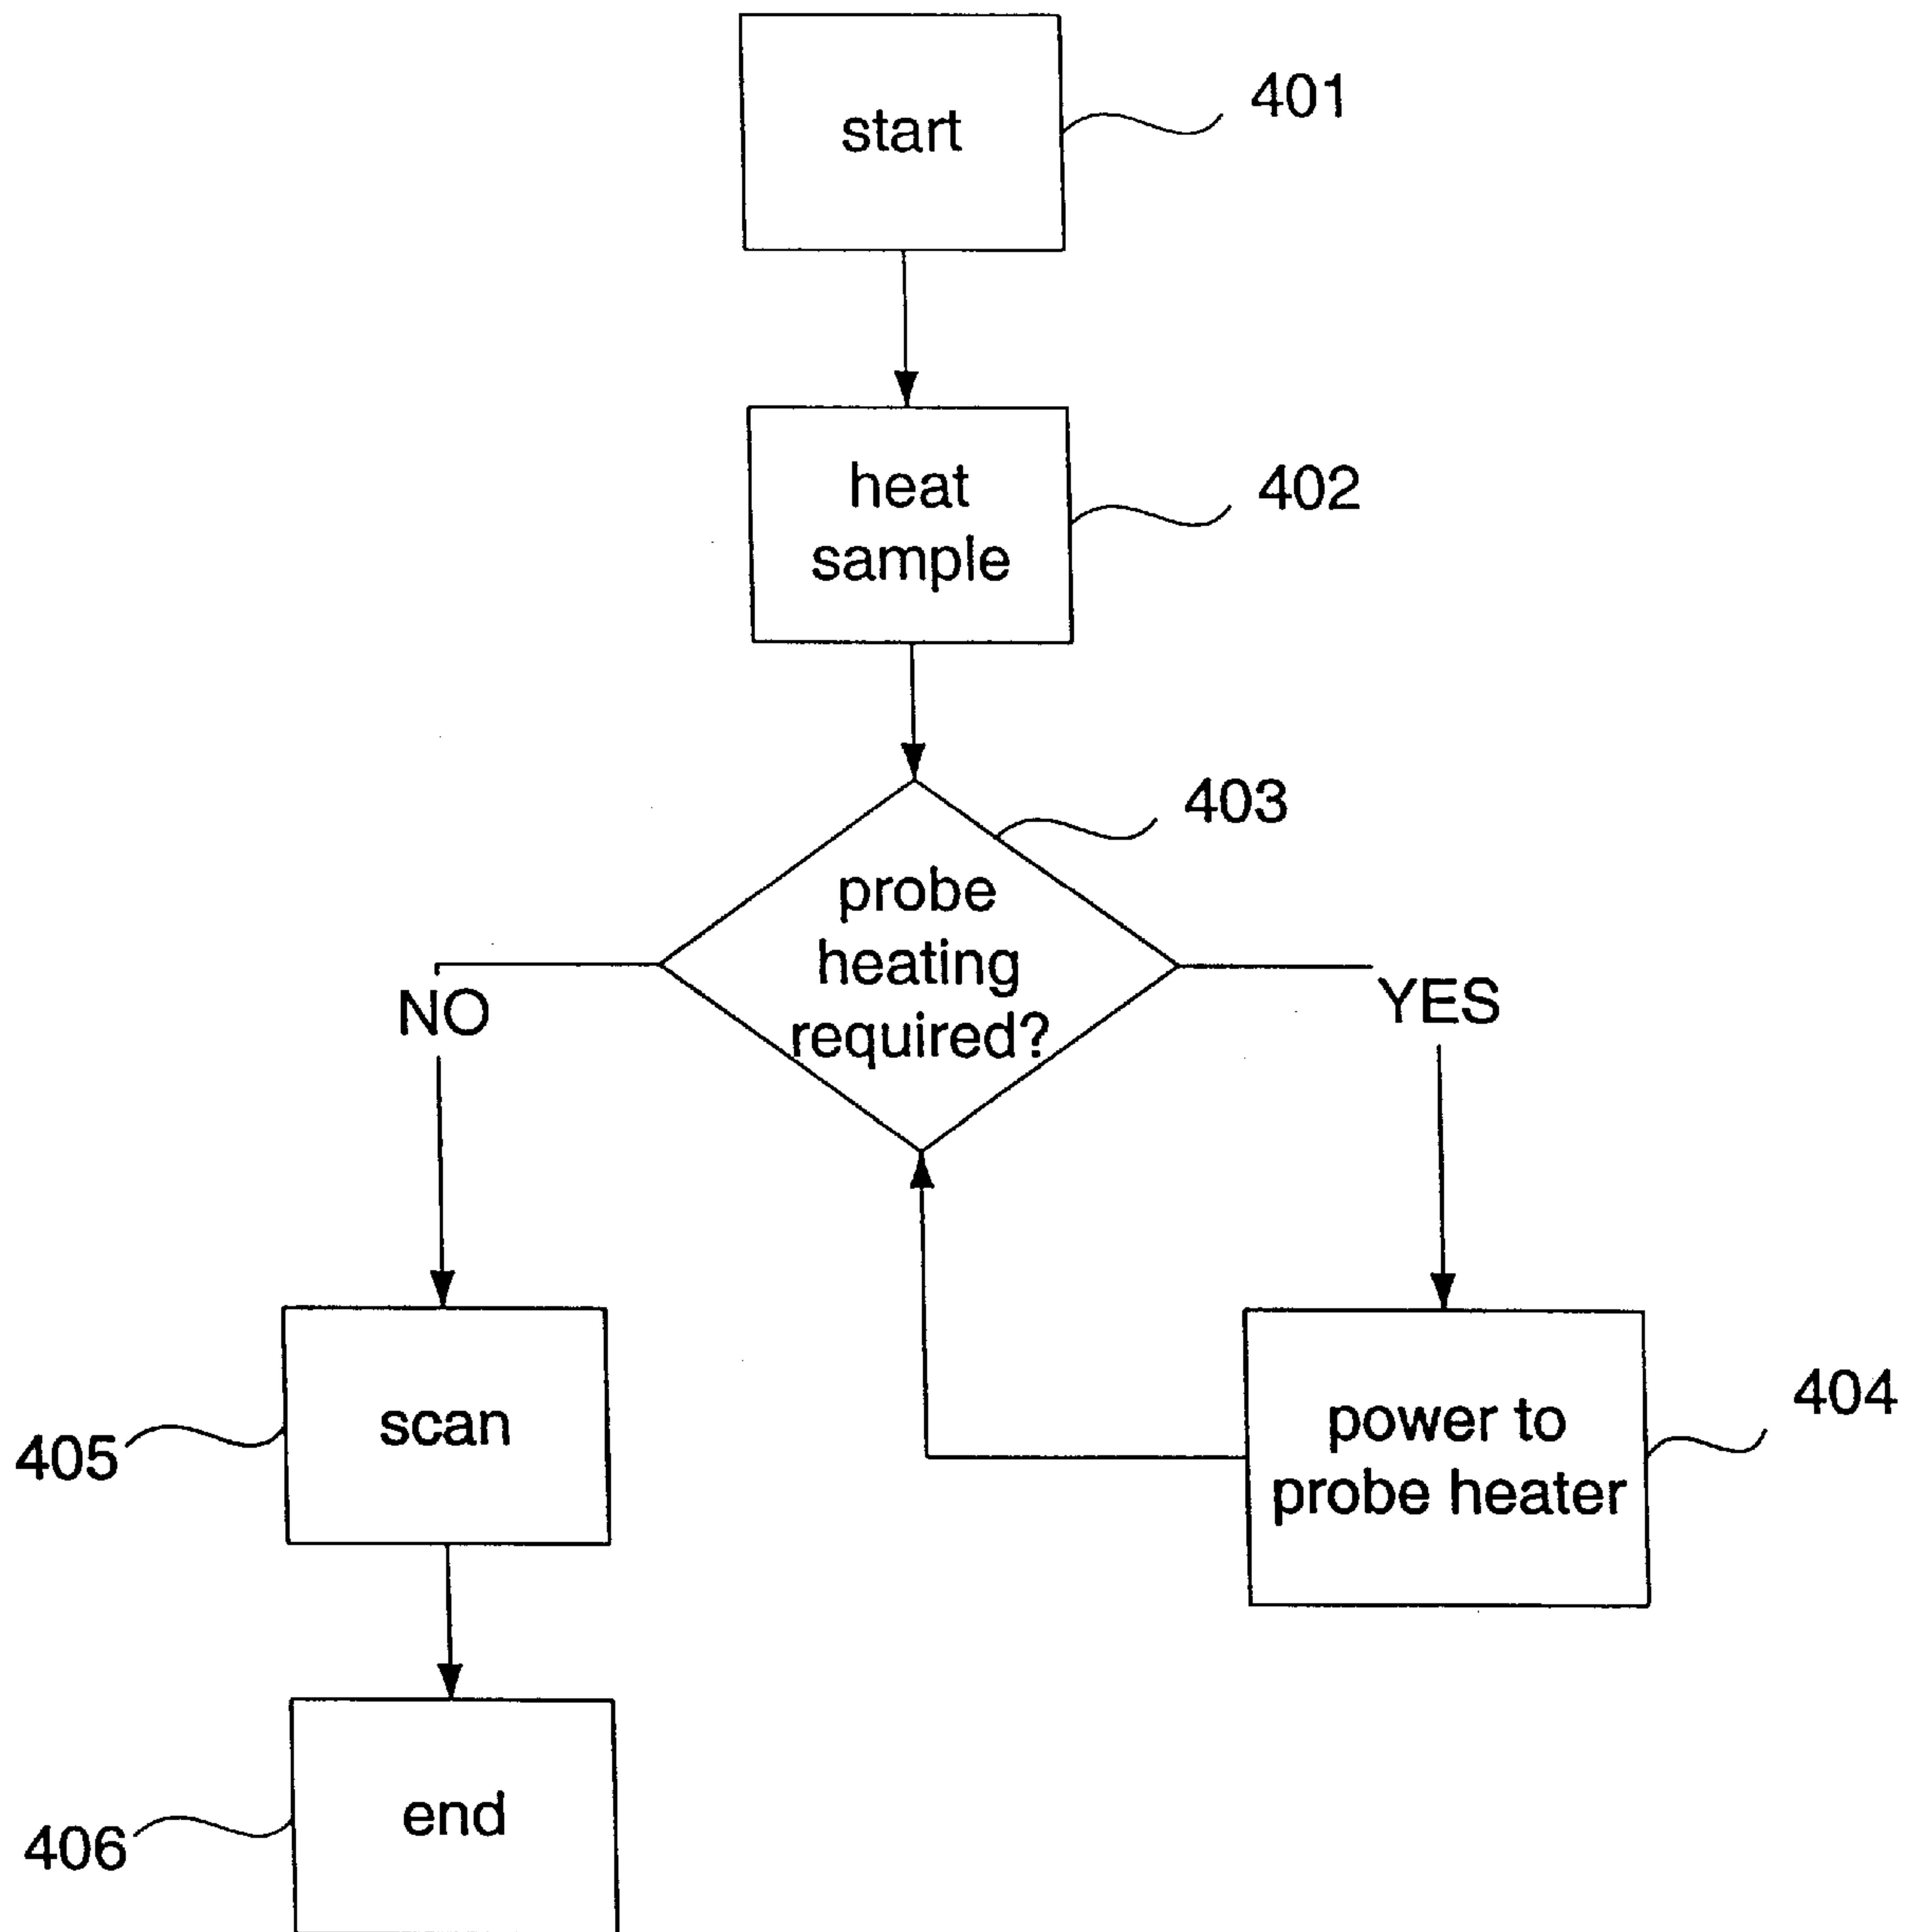 start
401
heat
sample
402
403
probe
heating
required?
NO
YES
scan
405
power to
probe heater
404
end
406